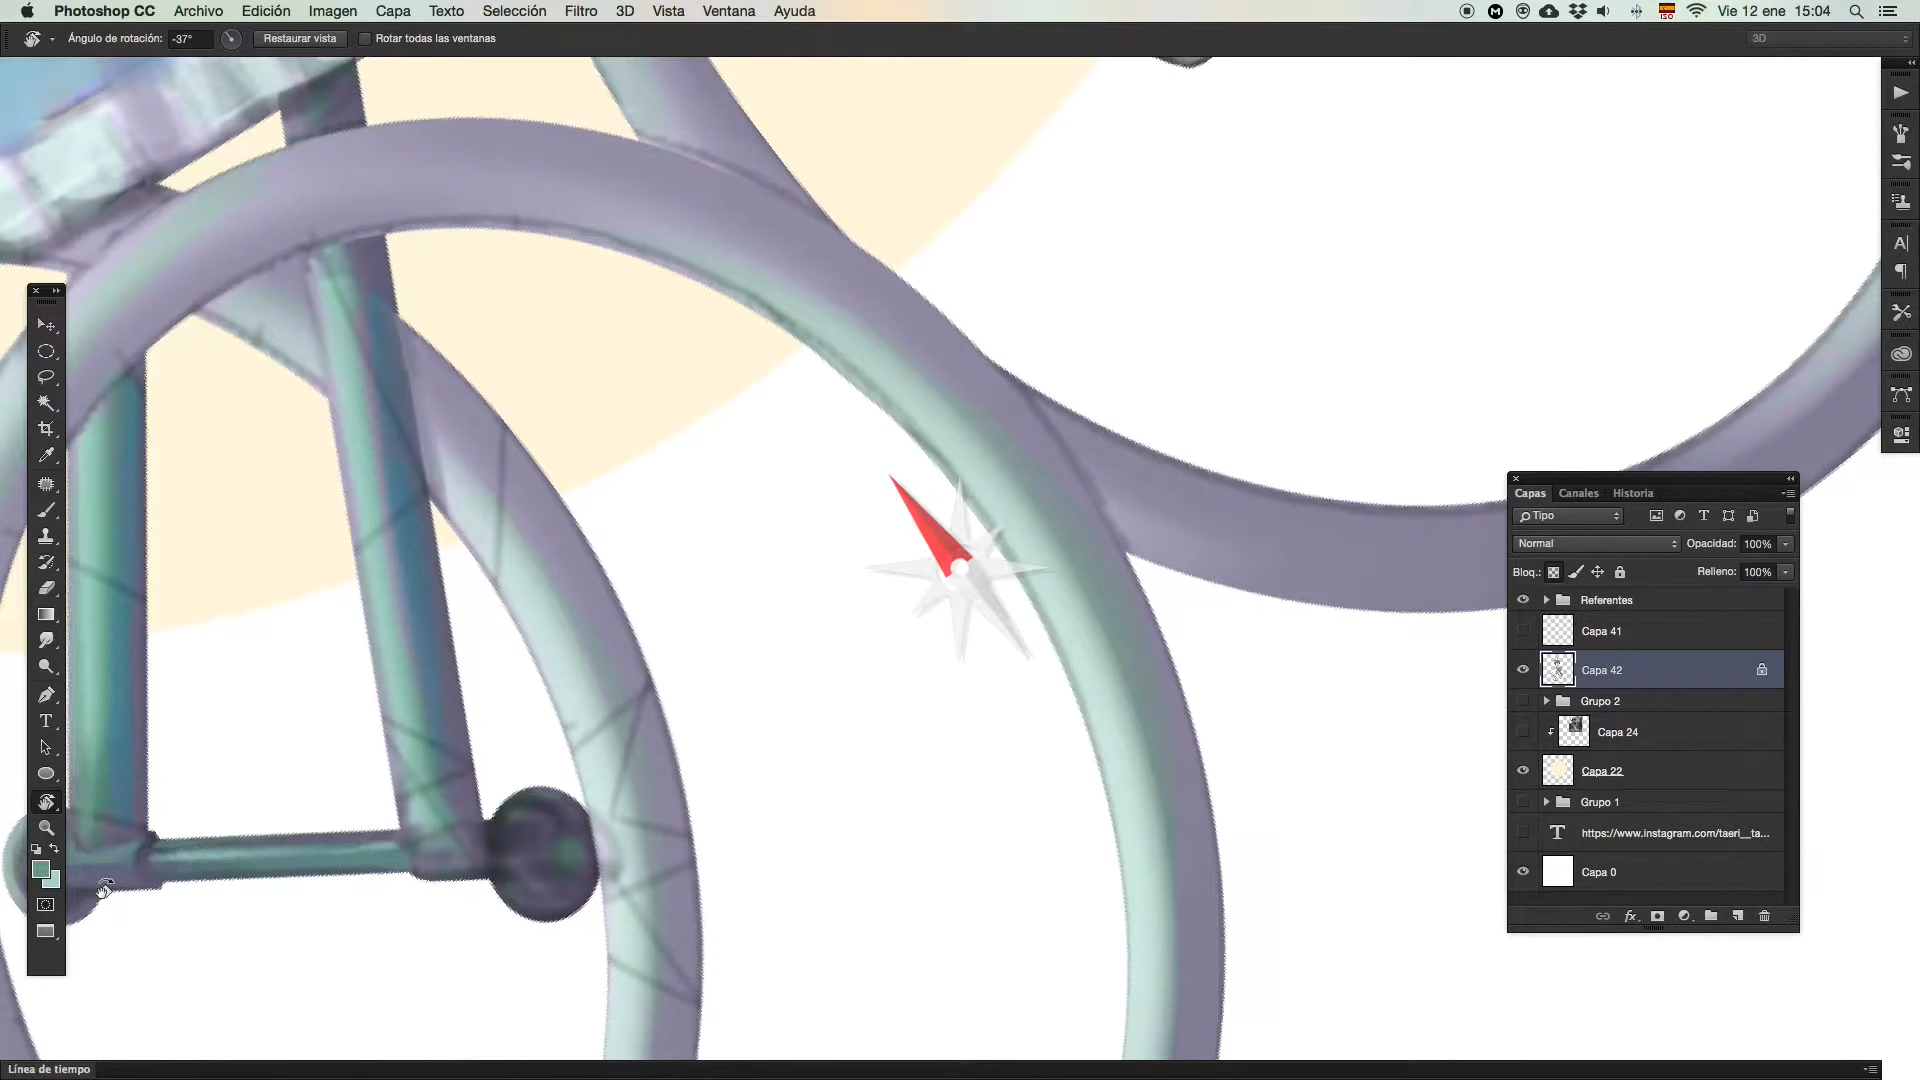 Photoshop CC Archivo Edición Imagen Capa Texto Selección Filtro 3D Vista Ventana Ayuda ISO Vie 12 ene 15:04
Ángulo de rotación: -37° Restaurar vista Rotar todas las ventanas 3D
Capas Canales Historia
Tipo
Normal Opacidad: 100%
Bloq.: Relleno: 100%
Referentes
Capa 41
Capa 42
Grupo 2
Capa 24
Capa 22
Grupo 1
https://www.instagram.com/taeri__ta...
Capa 0
Línea de tiempo